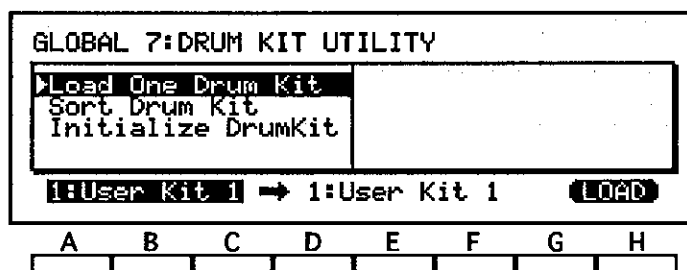 GLOBAL 7:DRUM KIT UTILITY
▶Load One Drum Kit
Sort Drum Kit
Initialize DrumKit
1:User Kit 1 ➡ 1:User Kit 1 LOAD
A B C D E F G H